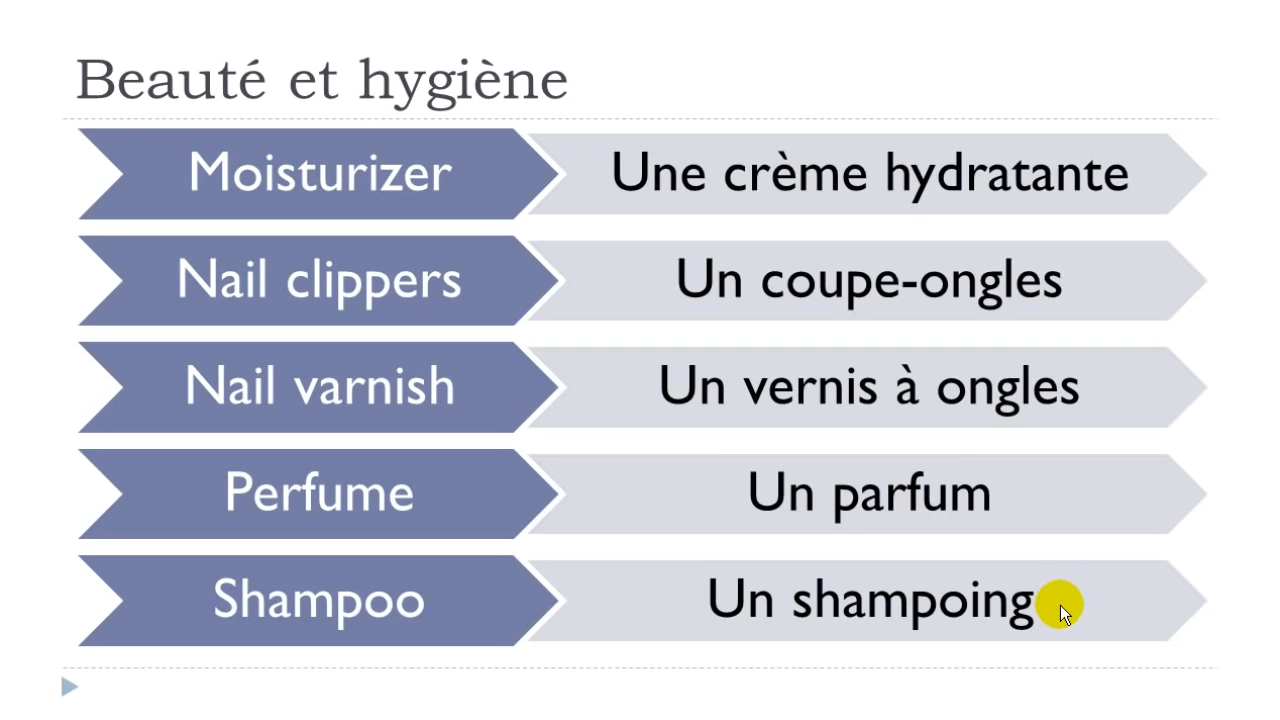 Beauté et hygiène
Moisturizer
Une crème hydratante
Nail clippers
Un coupe-ongles
Nail varnish
Un vernis à ongles
Perfume
Un parfum
Shampoo
Un shampoing